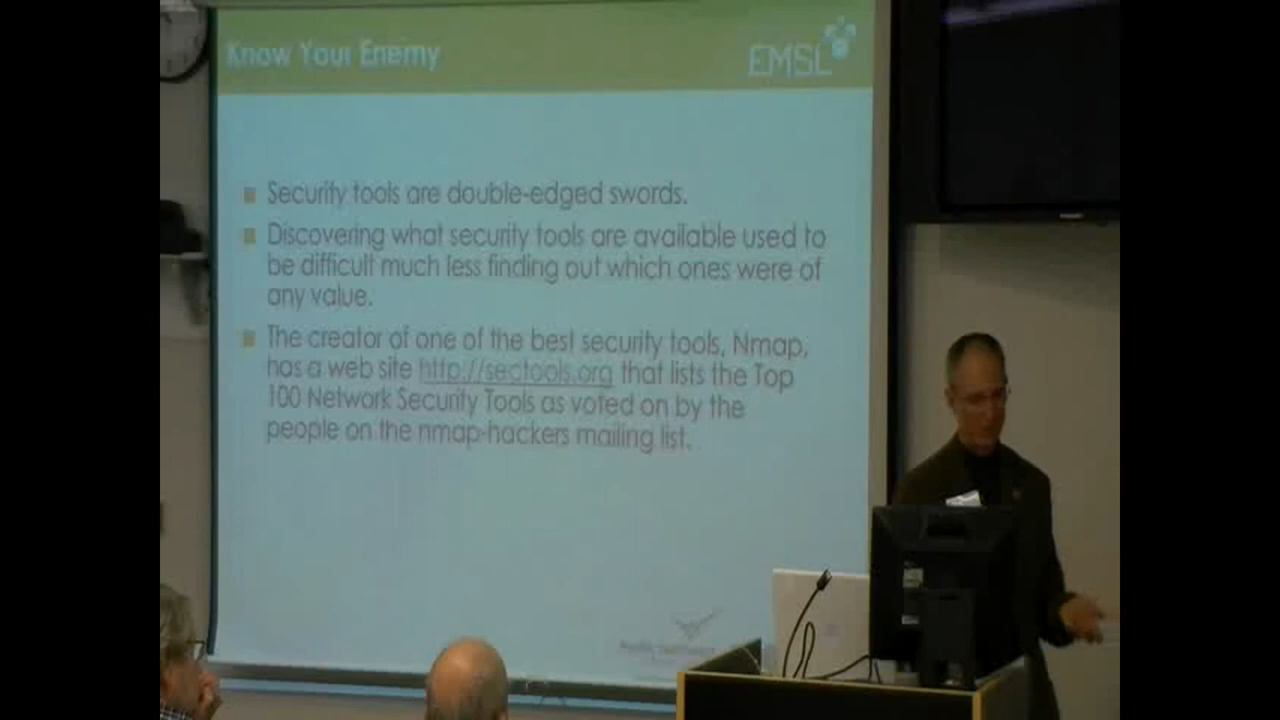 Know Your Enemy
EMSL
Security tools are double-edged swords.
Discovering what security tools are available used to
be difficult much less finding out which ones were of
any value.
The creator of one of the best security tools, Nmap,
has a web site http://sectools.org that lists the Top
100 Network Security Tools as voted on by the
people on the nmap-hackers mailing list.
Pacific Northwest